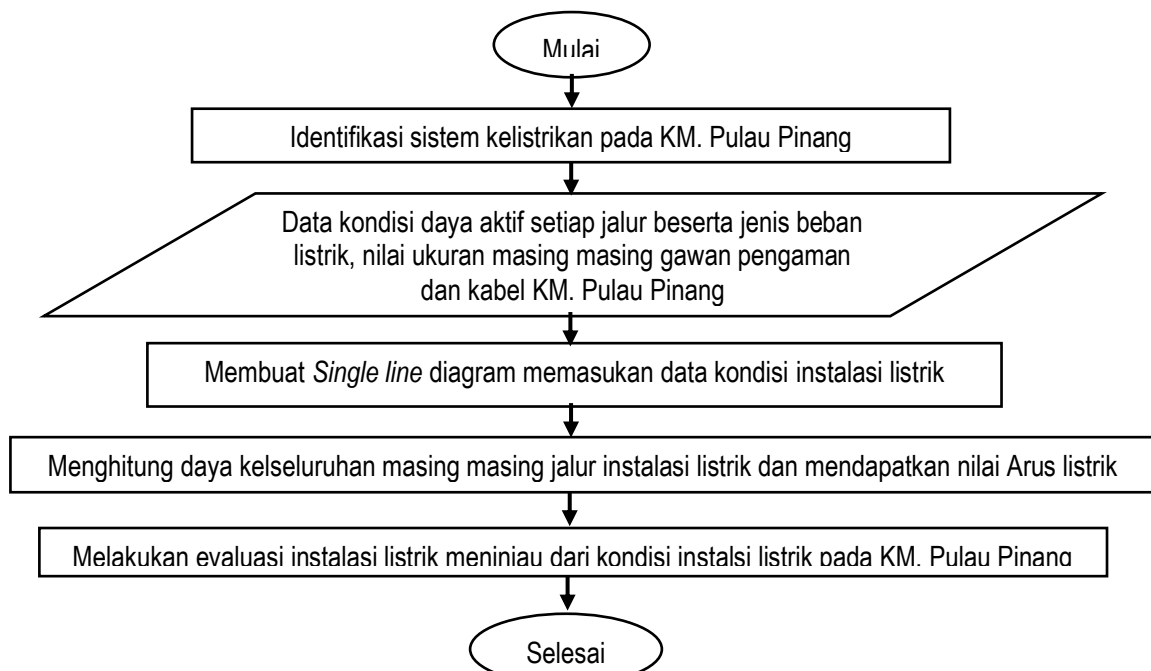 Mulai
Identifikasi sistem kelistrikan pada KM. Pulau Pinang
Data kondisi daya aktif setiap jalur beserta jenis beban
listrik, nilai ukuran masing masing gawan pengaman
dan kabel KM. Pulau Pinang
Membuat Single line diagram memasukan data kondisi instalasi listrik
Menghitung daya kelseluruhan masing masing jalur instalasi listrik dan mendapatkan nilai Arus listrik
Melakukan evaluasi instalasi listrik meninjau dari kondisi instalsi listrik pada KM. Pulau Pinang
Selesai